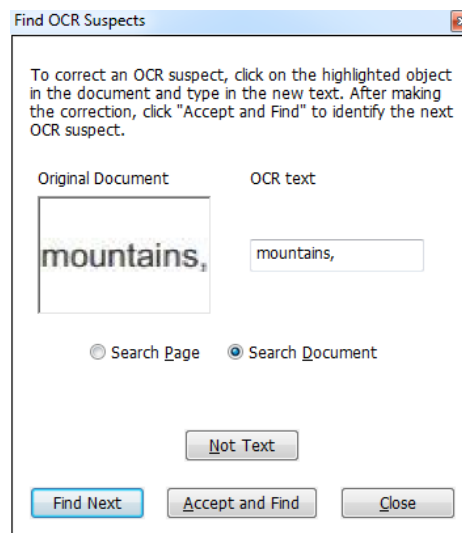 Find OCR Suspects
To correct an OCR suspect, click on the highlighted object
in the document and type in the new text. After making
the correction, click "Accept and Find" to identify the next
OCR suspect.
Original Document OCR text
mountains, mountains,
Search Page Search Document
Not Text
Find Next Accept and Find Close